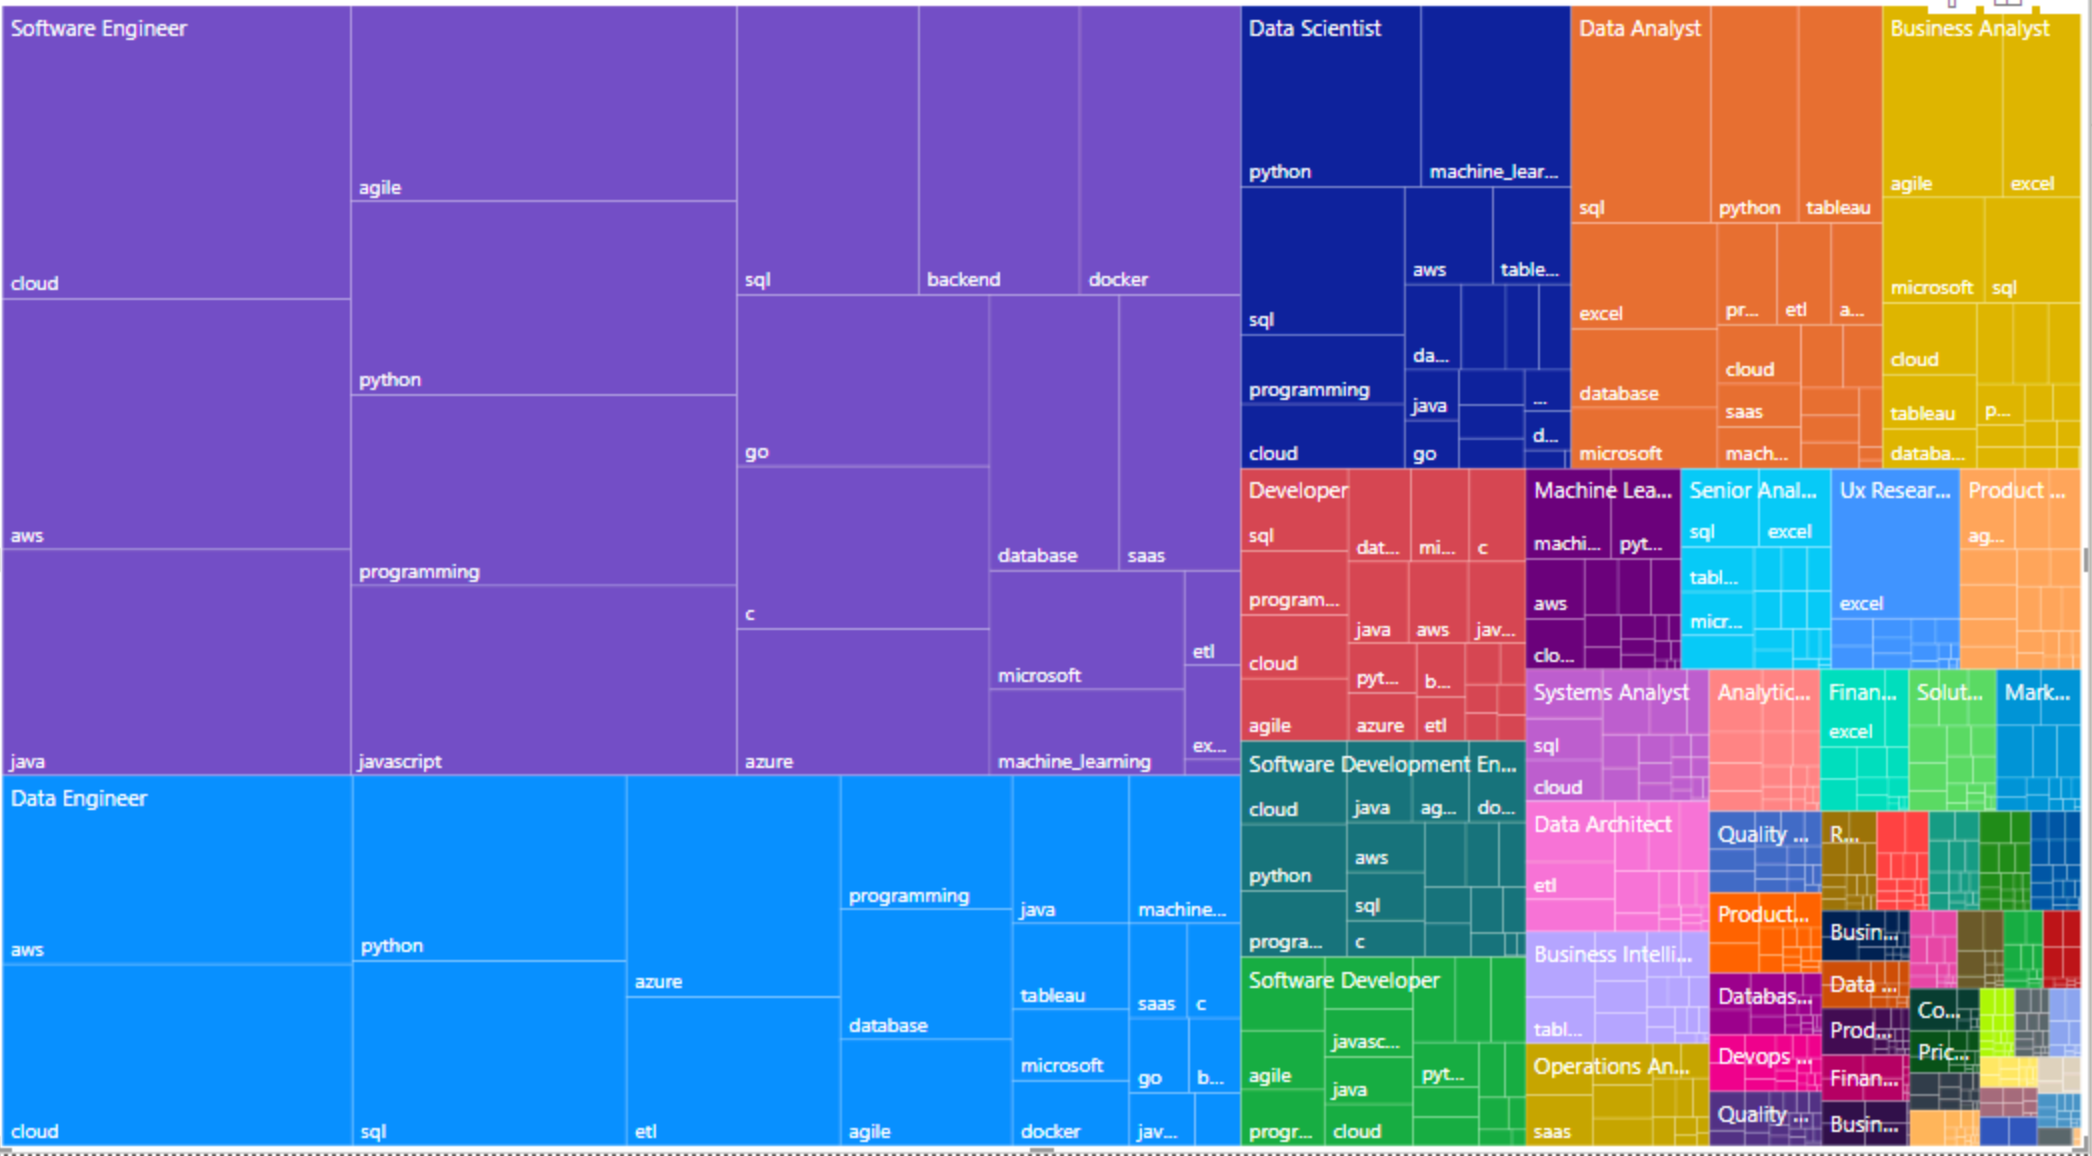 Software Engineer
cloud
aws
java
agile
python
programming
javascript
sql
backend
docker
go
c
azure
database
saas
microsoft
machine_learning
etl
ex...
Data Engineer
aws
cloud
python
sql
azure
etl
programming
database
agile
java
tableau
microsoft
docker
machine...
saas
c
go
b...
jav...
Data Scientist
python
machine_lear...
sql
programming
cloud
aws
table...
da...
java
go
...
d...
Data Analyst
sql
python
tableau
excel
database
microsoft
pr...
etl
a...
cloud
saas
mach...
Business Analyst
agile
excel
microsoft
sql
cloud
tableau
databa...
p...
Developer
sql
program...
cloud
agile
dat...
mi...
c
java
aws
jav...
pyt...
b...
azure
etl
Software Development En...
cloud
python
progra...
java
ag...
do...
aws
sql
c
Software Developer
agile
progr...
javasc...
java
cloud
pyt...
Machine Lea...
machi...
pyt...
aws
clo...
Senior Anal...
sql
excel
tabl...
micr...
Ux Resear...
excel
Product ...
ag...
Systems Analyst
sql
cloud
Data Architect
etl
Business Intelli...
tabl...
Operations An...
saas
Analytic...
Finan...
excel
Solut...
Mark...
Quality ...
Product...
Databas...
Devops ...
Quality ...
R...
Busin...
Data ...
Prod...
Finan...
Busin...
Co...
Pric...